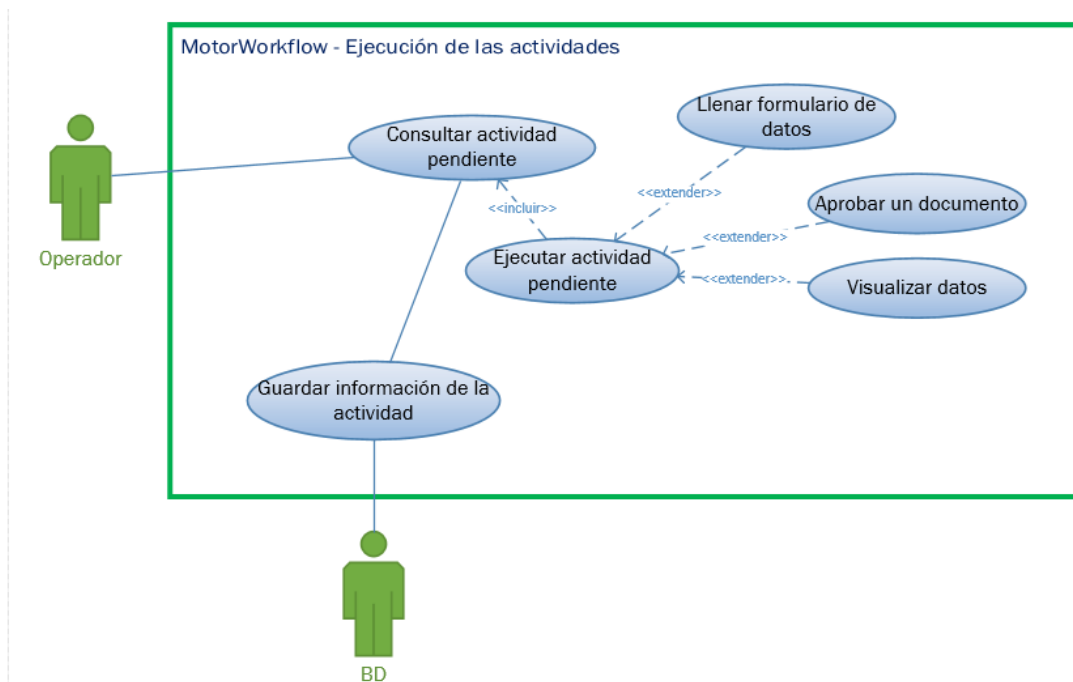 MotorWorkflow - Ejecución de las actividades
Llenar formulario de
datos
Consultar actividad
pendiente
<<extender>>
<<incluir>>
Aprobar un documento
<<extender>>
Operador
Ejecutar actividad
pendiente
<<extender>>
Visualizar datos
Guardar información de la
actividad
BD